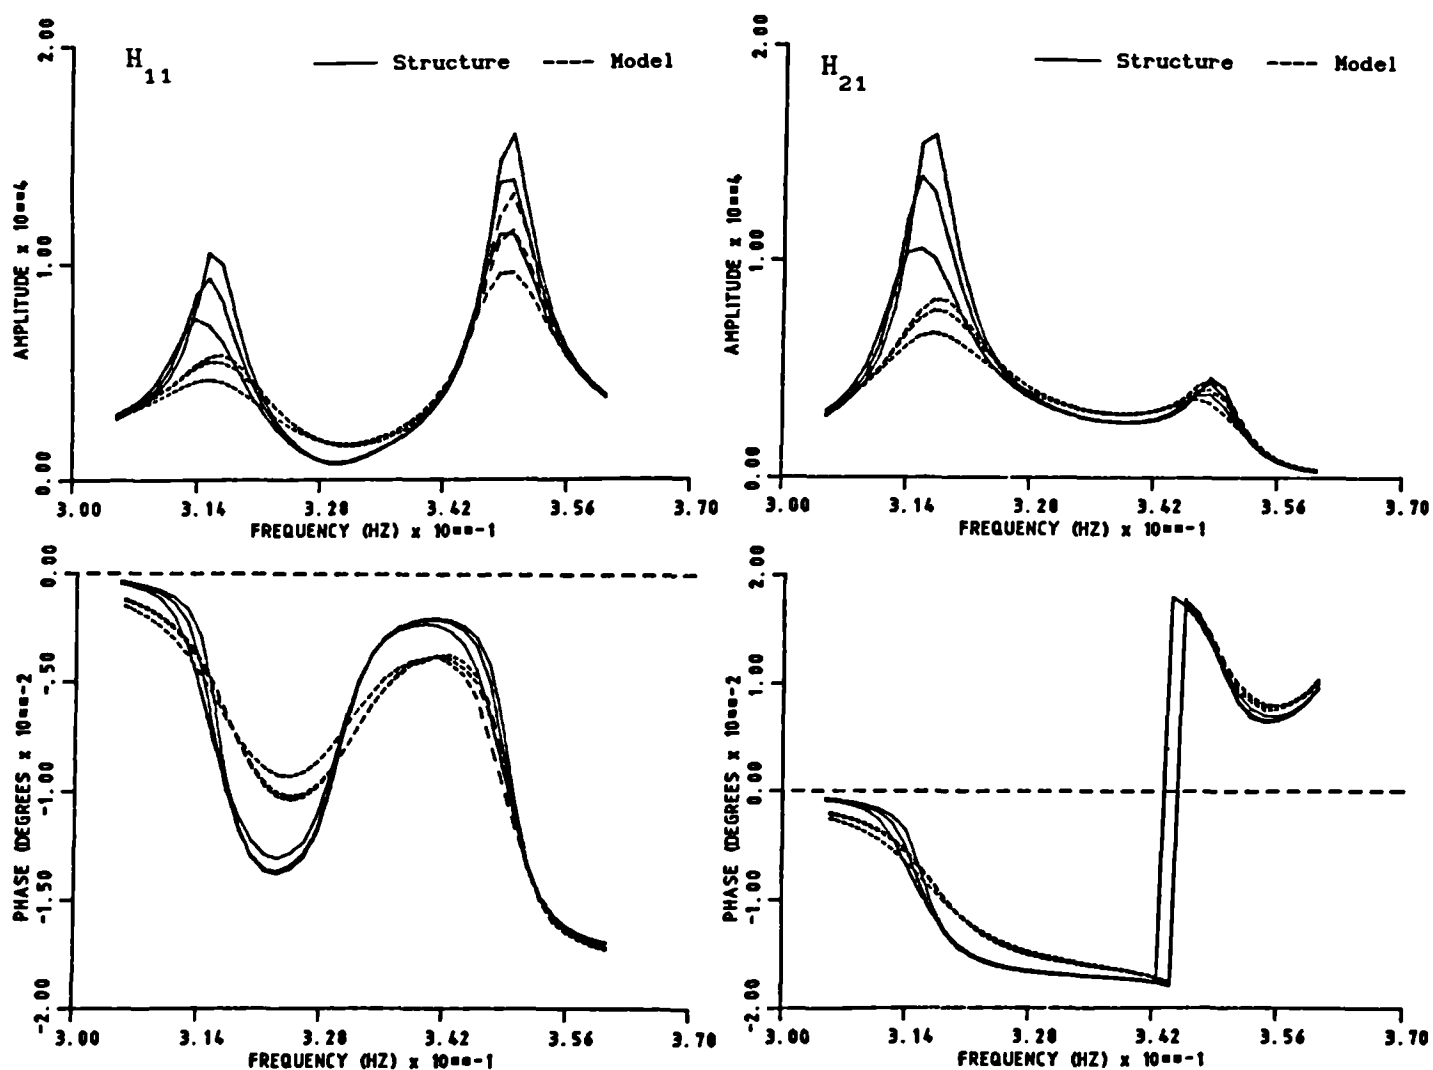 H11
Structure
Model
AMPLITUDE x 10**4
2.00
1.00
0.00
3.00 3.14 3.28 3.42 3.56 3.70
FREQUENCY (HZ) x 10**-1
H21
Structure
Model
AMPLITUDE x 10**4
2.00
1.00
0.00
3.00 3.14 3.28 3.42 3.56 3.70
FREQUENCY (HZ) x 10**-1
PHASE (DEGREES x 10**-2
0.00
-.50
-1.00
-1.50
-2.00
3.00 3.14 3.28 3.42 3.56 3.70
FREQUENCY (HZ) x 10**-1
PHASE (DEGREES x 10**-2
2.00
1.00
0.00
-1.00
-2.00
3.00 3.14 3.28 3.42 3.56 3.70
FREQUENCY (HZ) x 10**-1